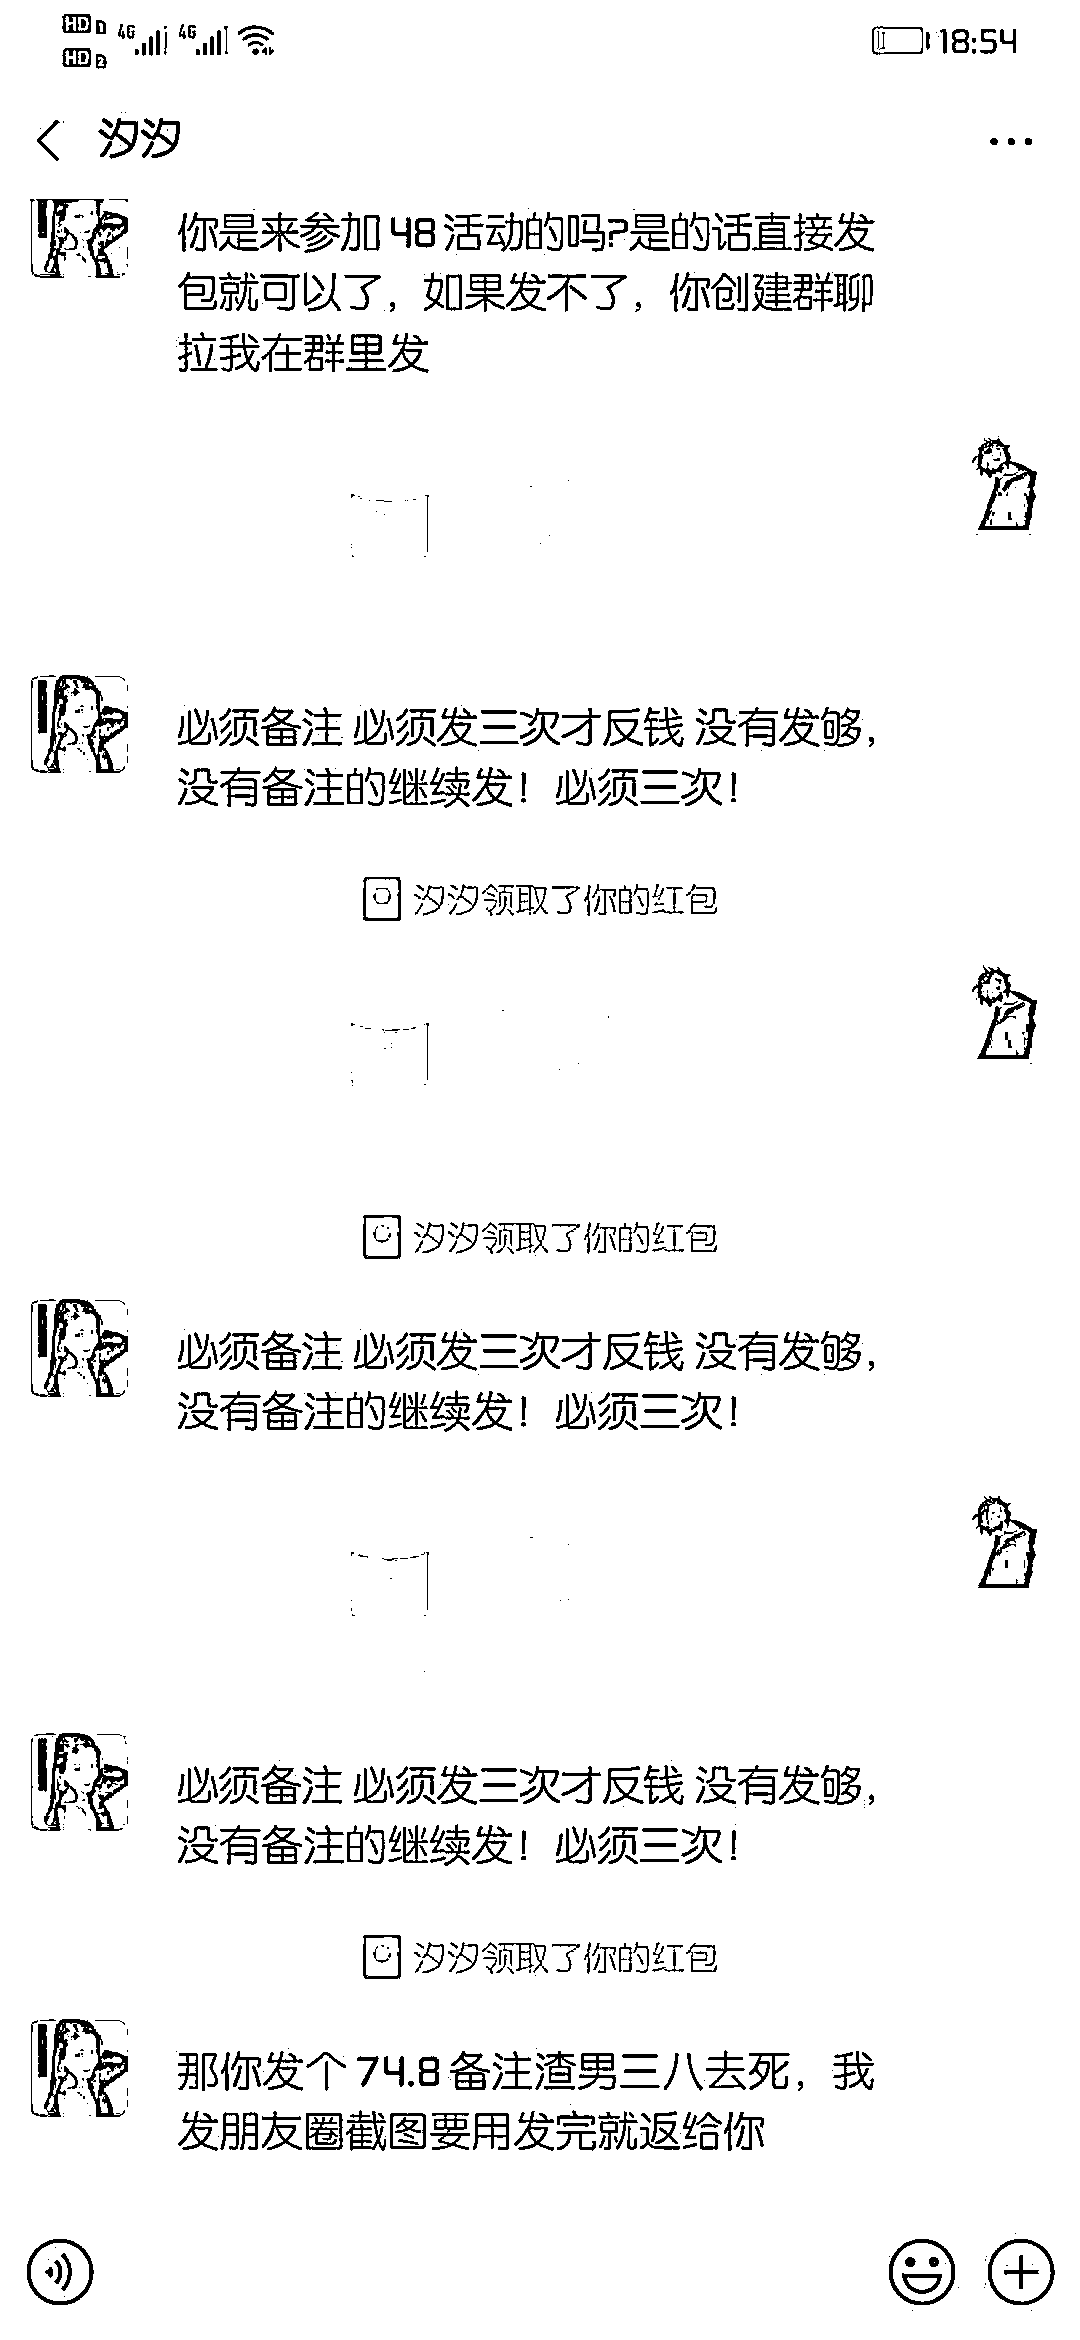 HD 1 4G 4G 18:54
HD 2
汐汐
你是来参加48活动的吗?是的话直接发
包就可以了，如果发不了，你创建群聊
拉我在群里发
必须备注 必须发三次才反钱 没有发够，
没有备注的继续发！必须三次！
汐汐领取了你的红包
汐汐领取了你的红包
必须备注 必须发三次才反钱 没有发够，
没有备注的继续发！必须三次！
必须备注 必须发三次才反钱 没有发够，
没有备注的继续发！必须三次！
汐汐领取了你的红包
那你发个74.8备注渣男三八去死，我
发朋友圈截图要用发完就返给你